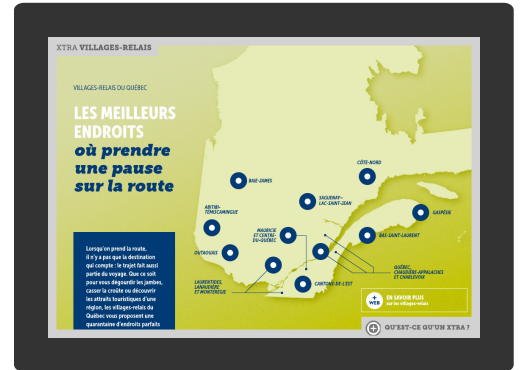 XTRA VILLAGES-RELAIS
VILLAGES-RELAIS DU QUÉBEC
LES MEILLEURS
ENDROITS
où prendre
une pause
sur la route
Lorsqu'on prend la route,
il n'y a pas que la destination
qui compte : le trajet fait aussi
partie du voyage. Que ce soit
pour vous dégourdir les jambes,
casser la croûte ou découvrir
les attraits touristiques d'une
région, les villages-relais du
Québec vous proposent une
quarantaine d'endroits parfaits
BAIE-JAMES
CÔTE-NORD
SAGUENAY–
LAC-SAINT-JEAN
ABITIBI-
TÉMISCAMINGUE
GASPÉSIE
MAURICIE
ET CENTRE-
DU-QUÉBEC
BAS-SAINT-LAURENT
OUTAOUAIS
QUÉBEC,
CHAUDIÈRE-APPALACHES
ET CHARLEVOIX
LAURENTIDES,
LANAUDIÈRE
ET MONTÉRÉGIE
CANTONS-DE-L'EST
+
WEB
EN SAVOIR PLUS
sur les villages-relais
QU'EST-CE QU'UN XTRA ?